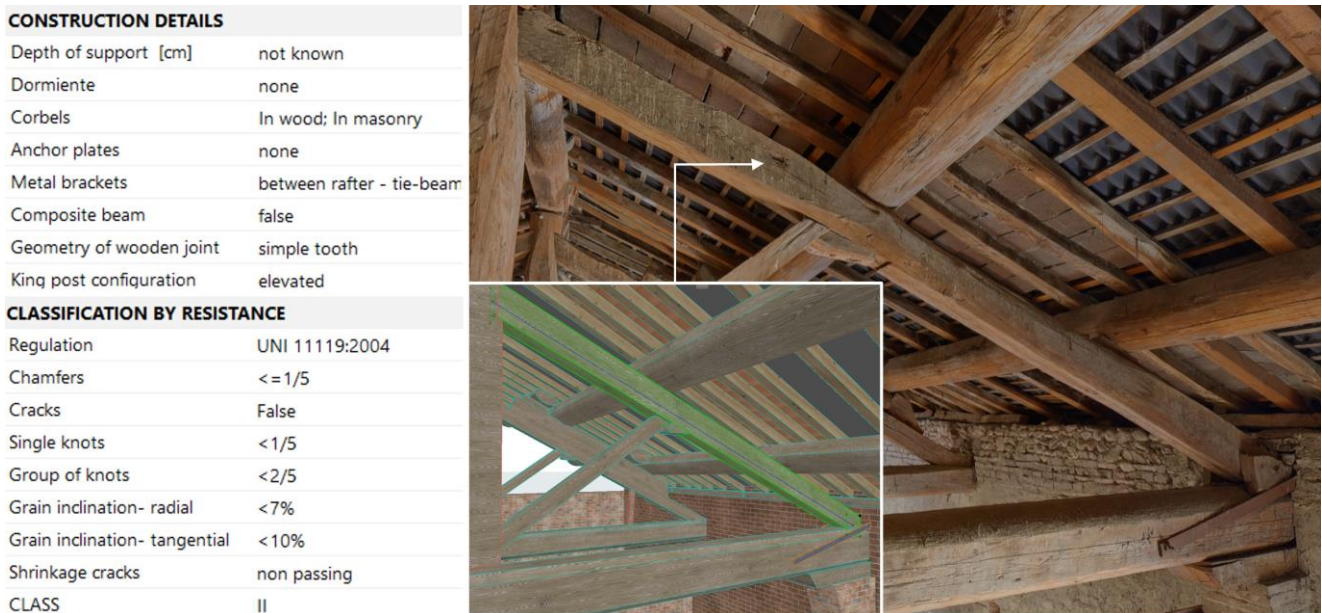 CONSTRUCTION DETAILS
Depth of support [cm] not known
Dormiente none
Corbels In wood; In masonry
Anchor plates none
Metal brackets between rafter - tie-beam
Composite beam false
Geometry of wooden joint simple tooth
King post configuration elevated
CLASSIFICATION BY RESISTANCE
Regulation UNI 11119:2004
Chamfers <=1/5
Cracks False
Single knots <1/5
Group of knots <2/5
Grain inclination- radial <7%
Grain inclination- tangential <10%
Shrinkage cracks non passing
CLASS II